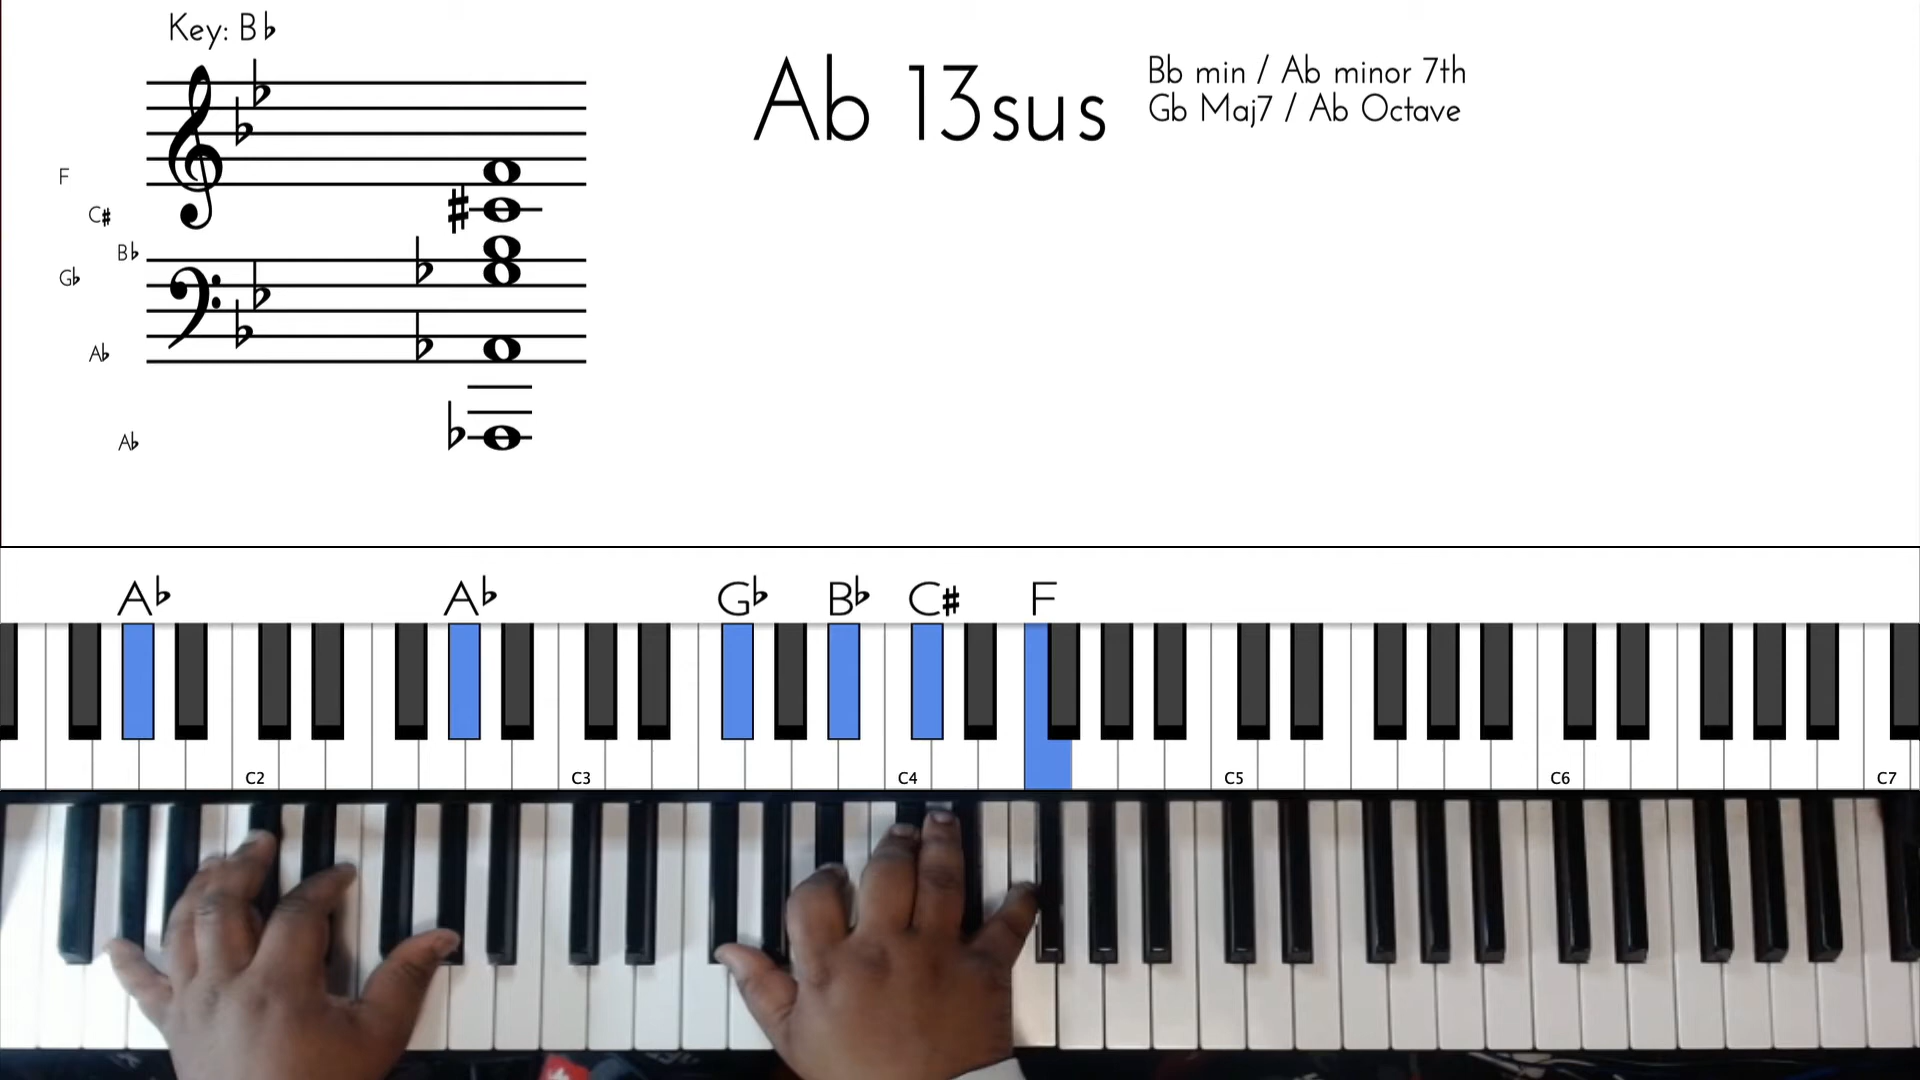 Key: B♭
Ab 13sus
Bb min / Ab minor 7th
Gb Maj7 / Ab Octave
F
C♯
B♭
G♭
A♭
A♭
A♭ A♭ G♭ B♭ C♯ F
C2 C3 C4 C5 C6 C7